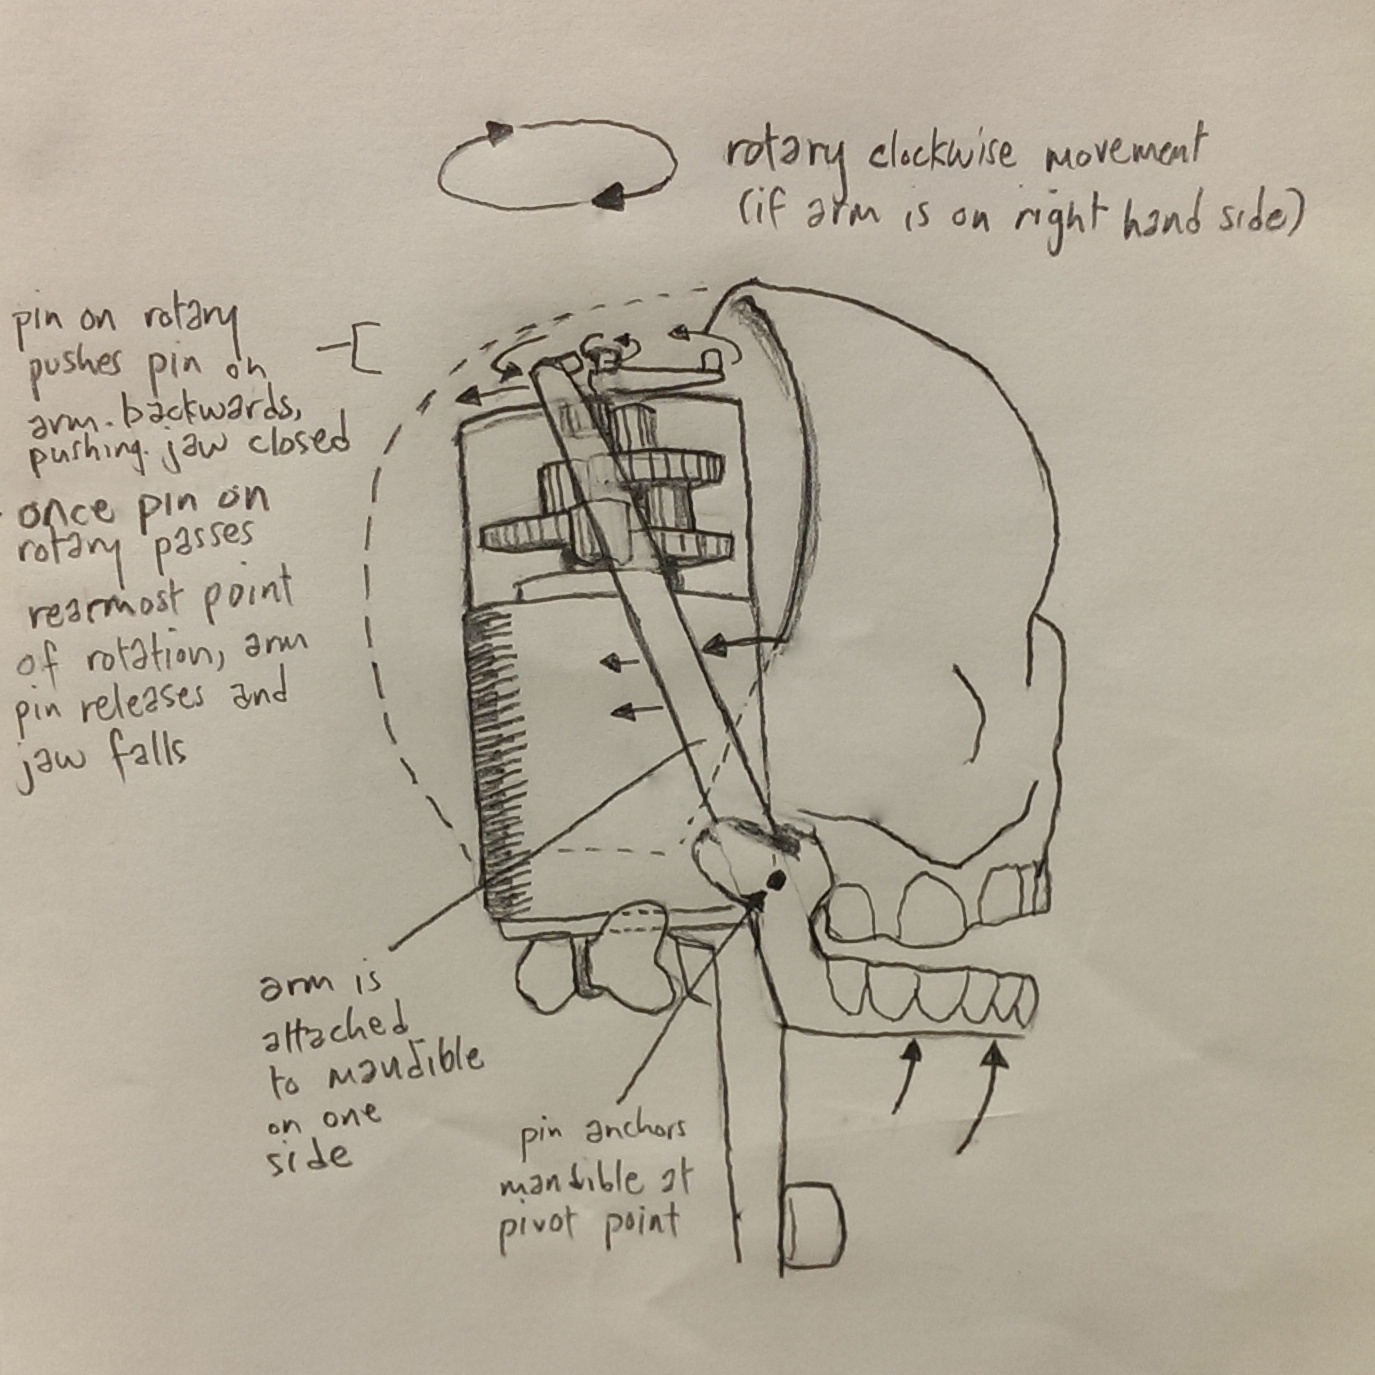 rotary clockwise movement
(if arm is on right hand side)
pin on rotary
pushes pin on
arm. backwards,
pushing. jaw closed
once pin on
rotary passes
rearmost point
of rotation, arm
pin releases and
jaw falls
arm is
attached
to mandible
on one
side
pin anchors
mandible at
pivot point